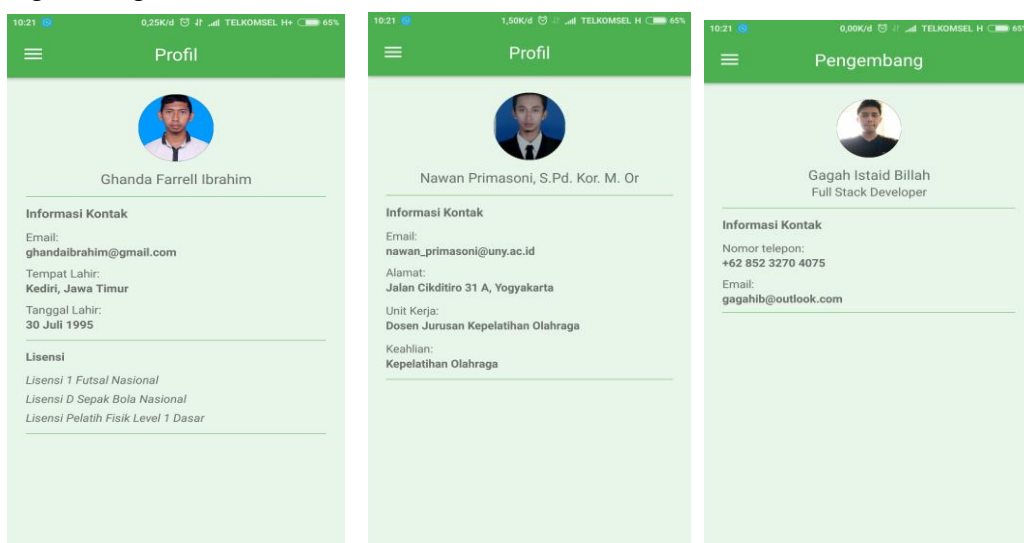 10:21 0,25K/d TELKOMSEL H+ 65%
Profil
Ghanda Farrell Ibrahim
Informasi Kontak
Email:
ghandaibrahim@gmail.com
Tempat Lahir:
Kediri, Jawa Timur
Tanggal Lahir:
30 Juli 1995
Lisensi
Lisensi 1 Futsal Nasional
Lisensi D Sepak Bola Nasional
Lisensi Pelatih Fisik Level 1 Dasar
10:21 1,50K/d TELKOMSEL H 65%
Profil
Nawan Primasoni, S.Pd. Kor. M. Or
Informasi Kontak
Email:
nawan_primasoni@uny.ac.id
Alamat:
Jalan Cikditiro 31 A, Yogyakarta
Unit Kerja:
Dosen Jurusan Kepelatihan Olahraga
Keahlian:
Kepelatihan Olahraga
10:21 0,00K/d TELKOMSEL H 65%
Pengembang
Gagah Istaid Billah
Full Stack Developer
Informasi Kontak
Nomor telepon:
+62 852 3270 4075
Email:
gagahib@outlook.com